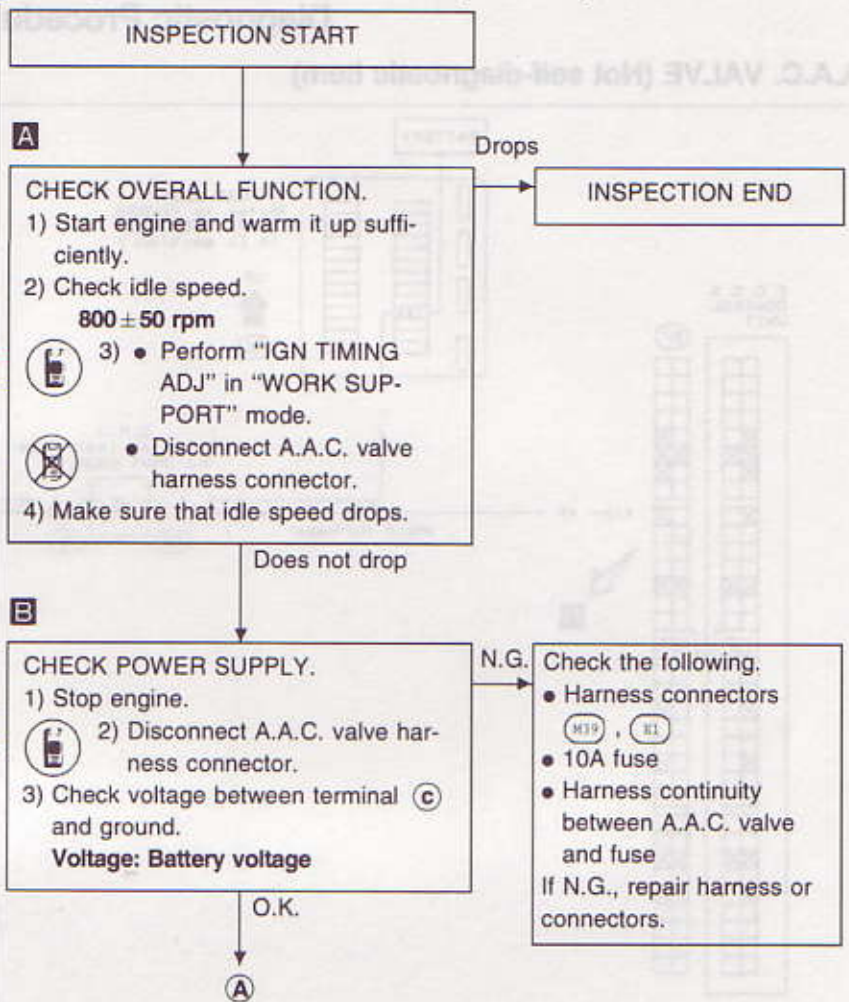 INSPECTION START
A
Drops
CHECK OVERALL FUNCTION.
1) Start engine and warm it up suffi-
ciently.
2) Check idle speed.
800 ± 50 rpm
3) ● Perform “IGN TIMING
ADJ” in “WORK SUP-
PORT” mode.
● Disconnect A.A.C. valve
harness connector.
4) Make sure that idle speed drops.
INSPECTION END
Does not drop
B
CHECK POWER SUPPLY.
1) Stop engine.
2) Disconnect A.A.C. valve har-
ness connector.
3) Check voltage between terminal ⓒ
and ground.
Voltage: Battery voltage
N.G.
Check the following.
● Harness connectors
M39 , E1
● 10A fuse
● Harness continuity
between A.A.C. valve
and fuse
If N.G., repair harness or
connectors.
O.K.
Ⓐ